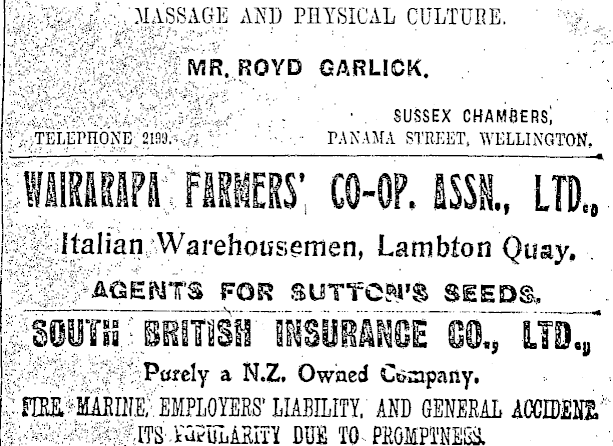 MASSAGE AND PHYSICAL CULTURE.
MR. ROYD GARLICK.
SUSSEX CHAMBERS,
TELEPHONE 2199. PANAMA STREET, WELLINGTON.
WAIRARAPA FARMERS' CO-OP. ASSN., LTD.,
Italian Warehousemen, Lambton Quay.
AGENTS FOR SUTTON'S SEEDS.
SOUTH BRITISH INSURANCE CO., LTD.,
Purely a N.Z. Owned Company.
FIRE, MARINE, EMPLOYERS' LIABILITY, AND GENERAL ACCIDENT.
ITS POPULARITY DUE TO PROMPTNESS.